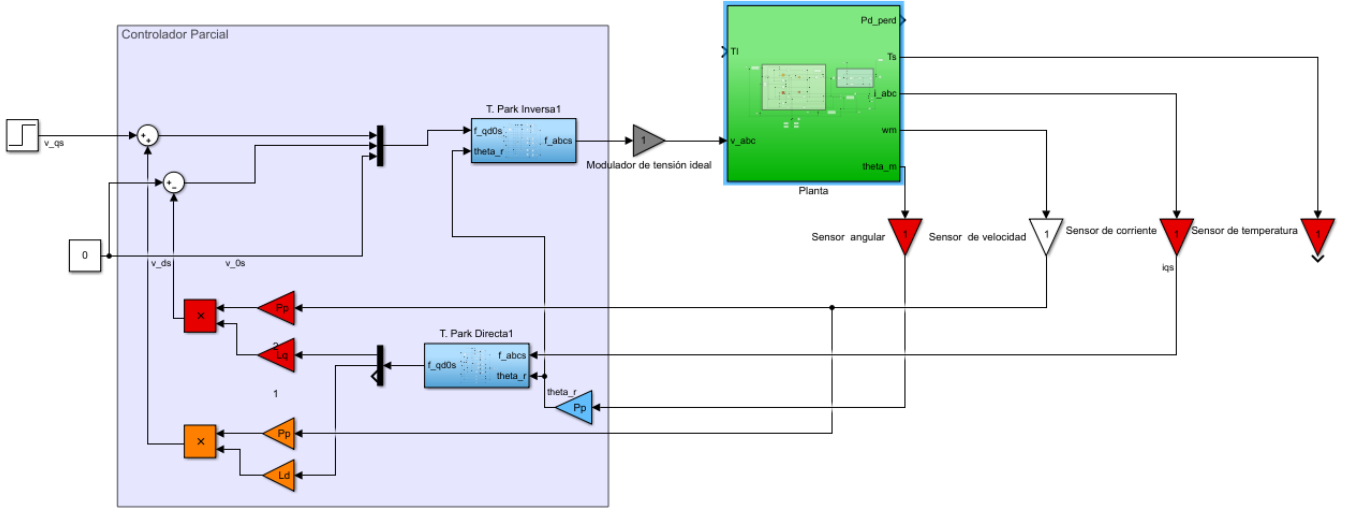 Controlador Parcial
Pd_perd
Tl
Ts
i_abc
wm
theta_m
v_abc
Planta
T. Park Inversa1
f_qd0s
theta_r
f_abcs
1
Modulador de tensión ideal
v_qs
+
+
+
−
0
v_ds
v_0s
Sensor angular
1
Sensor de velocidad
1
Sensor de corriente
1
Sensor de temperatura
1
iqs
×
Pp
2
Lq
1
T. Park Directa1
f_qd0s
f_abcs
theta_r
theta_r
Pp
×
Pp
Ld